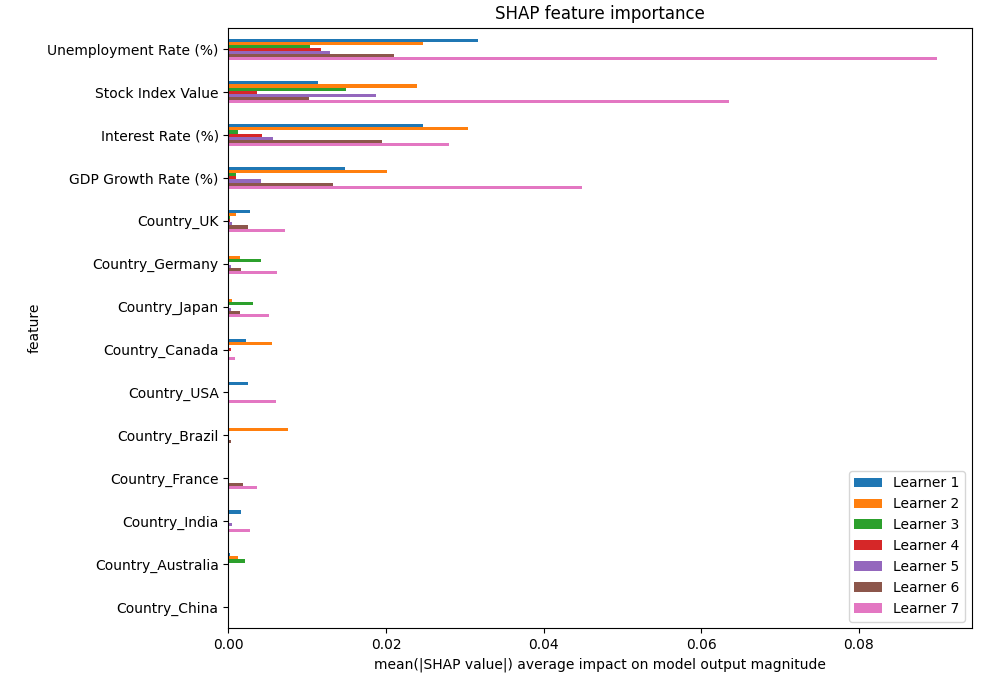 SHAP feature importance
Unemployment Rate (%)
Stock Index Value
Interest Rate (%)
GDP Growth Rate (%)
Country_UK
Country_Germany
Country_Japan
Country_Canada
Country_USA
Country_Brazil
Country_France
Country_India
Country_Australia
Country_China
feature
Learner 1
Learner 2
Learner 3
Learner 4
Learner 5
Learner 6
Learner 7
0.00 0.02 0.04 0.06 0.08
mean(|SHAP value|) average impact on model output magnitude